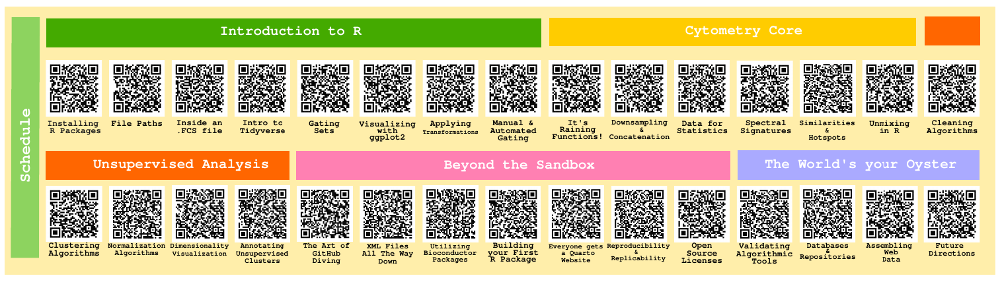 Schedule
Introduction to R
Cytometry Core
Installing
R Packages
File Paths
Inside an
.FCS file
Intro to
Tidyverse
Gating
Sets
Visualizing
with
ggplot2
Applying
Transformations
Manual &
Automated
Gating
It's
Raining
Functions!
Downsampling
&
Concatenation
Data for
Statistics
Spectral
Signatures
Similarities
&
Hotspots
Unmixing
in R
Cleaning
Algorithms
Unsupervised Analysis
Beyond the Sandbox
The World's your Oyster
Clustering
Algorithms
Normalization
Algorithms
Dimensionality
Visualization
Annotating
Unsupervised
Clusters
The Art of
GitHub
Diving
XML Files
All The Way
Down
Utilizing
Bioconductor
Packages
Building
your First
R Package
Everyone gets
a Quarto
Website
Reproducibility
&
Replicability
Open
Source
Licenses
Validating
Algorithmic
Tools
Databases
&
Repositories
Assembling
Web
Data
Future
Directions